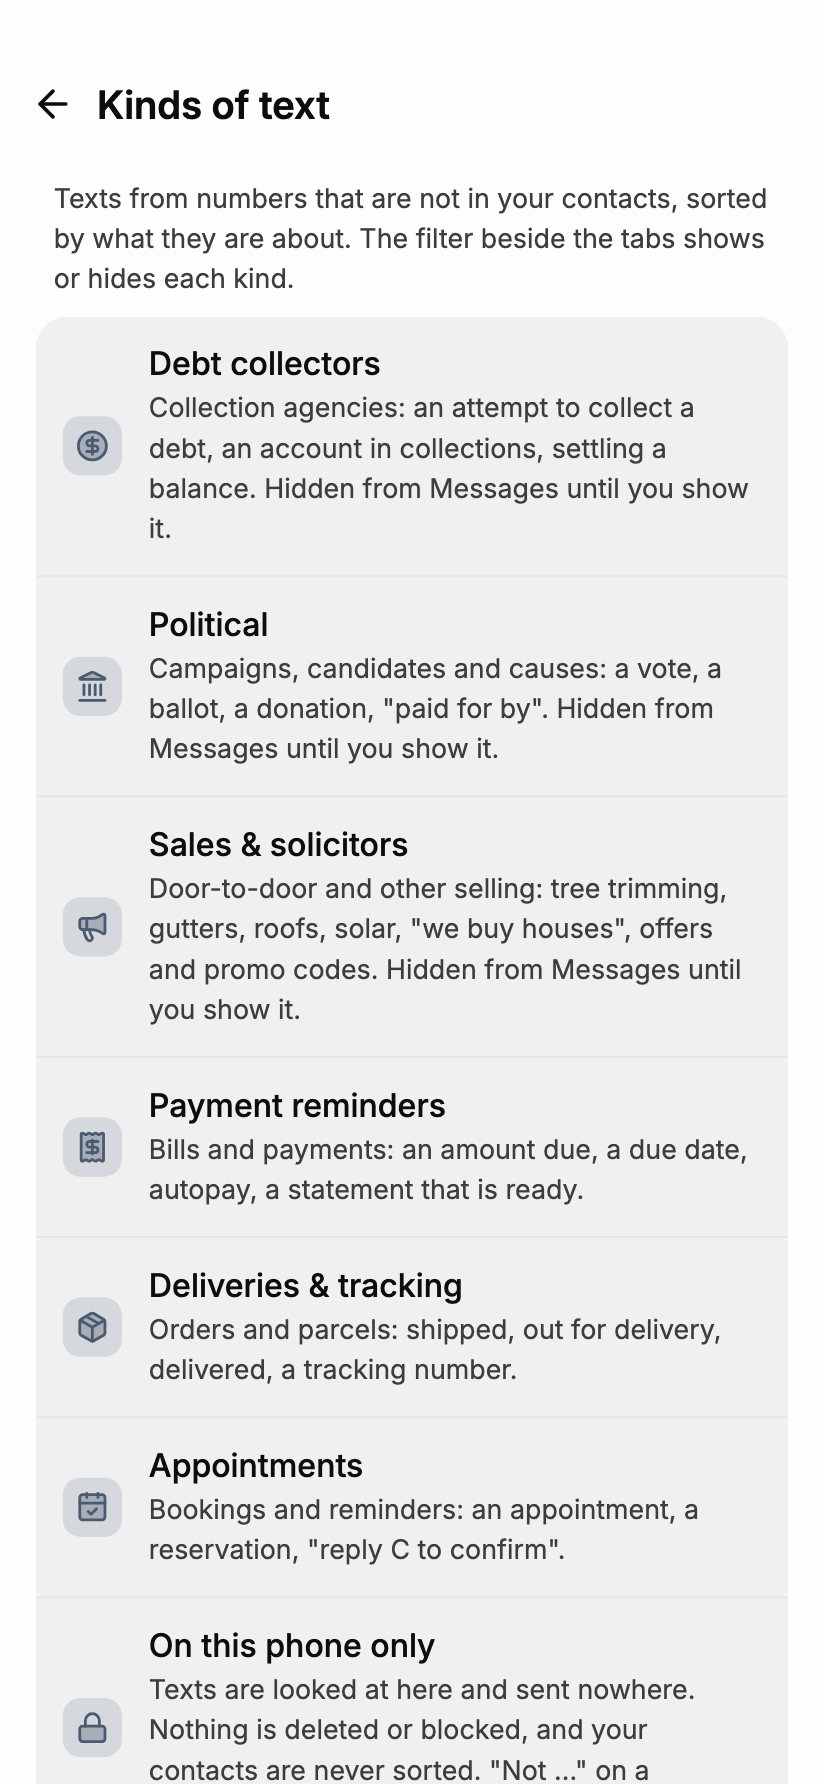 Kinds of text
Texts from numbers that are not in your contacts, sorted
by what they are about. The filter beside the tabs shows
or hides each kind.
Debt collectors
Collection agencies: an attempt to collect a
debt, an account in collections, settling a
balance. Hidden from Messages until you show
it.
Political
Campaigns, candidates and causes: a vote, a
ballot, a donation, "paid for by". Hidden from
Messages until you show it.
Sales & solicitors
Door-to-door and other selling: tree trimming,
gutters, roofs, solar, "we buy houses", offers
and promo codes. Hidden from Messages until
you show it.
Payment reminders
Bills and payments: an amount due, a due date,
autopay, a statement that is ready.
Deliveries & tracking
Orders and parcels: shipped, out for delivery,
delivered, a tracking number.
Appointments
Bookings and reminders: an appointment, a
reservation, "reply C to confirm".
On this phone only
Texts are looked at here and sent nowhere.
Nothing is deleted or blocked, and your
contacts are never sorted. "Not ..." on a